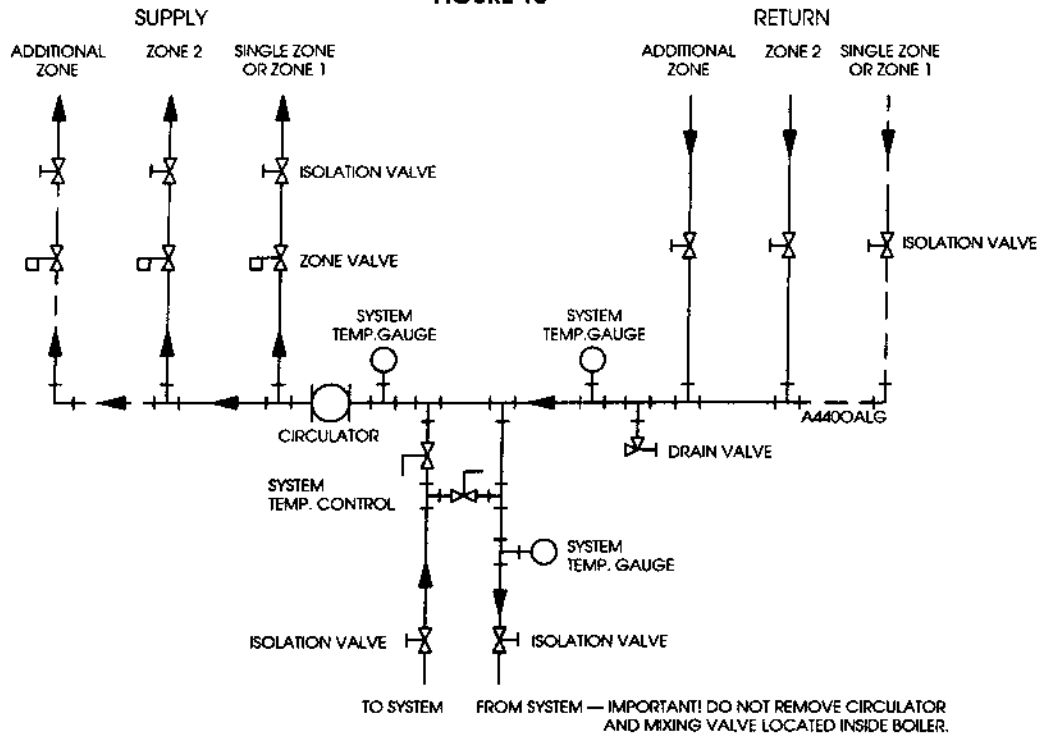 FIGURE 10
SUPPLY
RETURN
ADDITIONAL
ZONE
ZONE 2
SINGLE ZONE
OR ZONE 1
ADDITIONAL
ZONE
ZONE 2
SINGLE ZONE
OR ZONE 1
ISOLATION VALVE
ISOLATION VALVE
ZONE VALVE
SYSTEM
TEMP.GAUGE
SYSTEM
TEMP.GAUGE
A4400ALG
CIRCULATOR
DRAIN VALVE
SYSTEM
TEMP. CONTROL
SYSTEM
TEMP. GAUGE
ISOLATION VALVE
ISOLATION VALVE
TO SYSTEM
FROM SYSTEM — IMPORTANT! DO NOT REMOVE CIRCULATOR
AND MIXING VALVE LOCATED INSIDE BOILER.